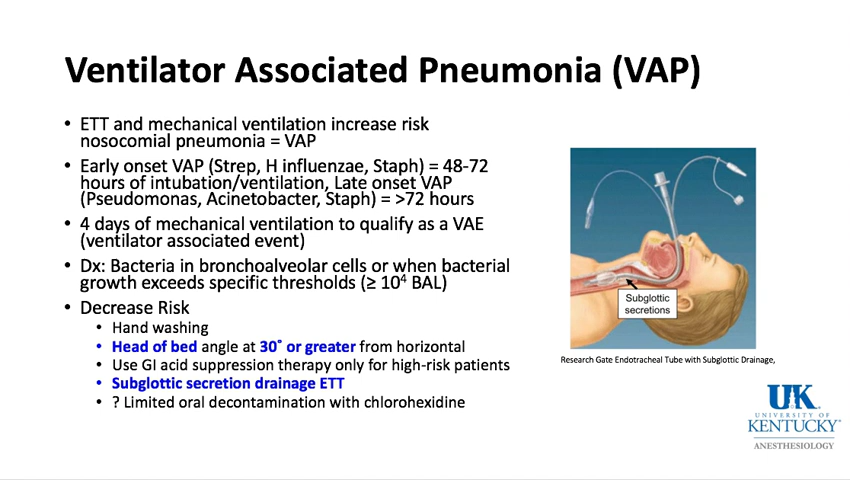 Ventilator Associated Pneumonia (VAP)
• ETT and mechanical ventilation increase risk
nosocomial pneumonia = VAP
• Early onset VAP (Strep, H influenzae, Staph) = 48-72
hours of intubation/ventilation, Late onset VAP
(Pseudomonas, Acinetobacter, Staph) = >72 hours
• 4 days of mechanical ventilation to qualify as a VAE
(ventilator associated event)
• Dx: Bacteria in bronchoalveolar cells or when bacterial
growth exceeds specific thresholds (≥ 10⁴ BAL)
• Decrease Risk
• Hand washing
• Head of bed angle at 30˚ or greater from horizontal
• Use GI acid suppression therapy only for high-risk patients
• Subglottic secretion drainage ETT
• ? Limited oral decontamination with chlorohexidine
Subglottic
secretions
Research Gate Endotracheal Tube with Subglottic Drainage,
UK
UNIVERSITY OF
KENTUCKY
ANESTHESIOLOGY